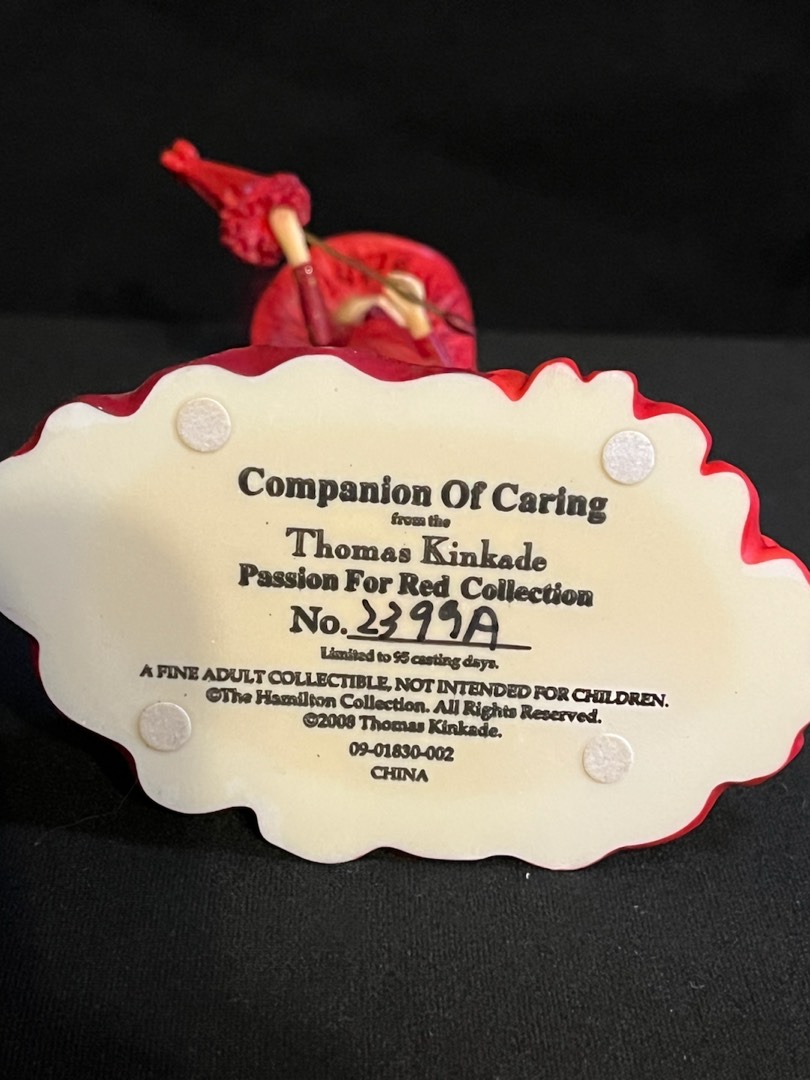 Companion Of Caring
from the
Thomas Kinkade
Passion For Red Collection
No. 2399A
Limited to 95 casting days.
A FINE ADULT COLLECTIBLE, NOT INTENDED FOR CHILDREN.
©The Hamilton Collection. All Rights Reserved.
©2008 Thomas Kinkade.
09-01830-002
CHINA